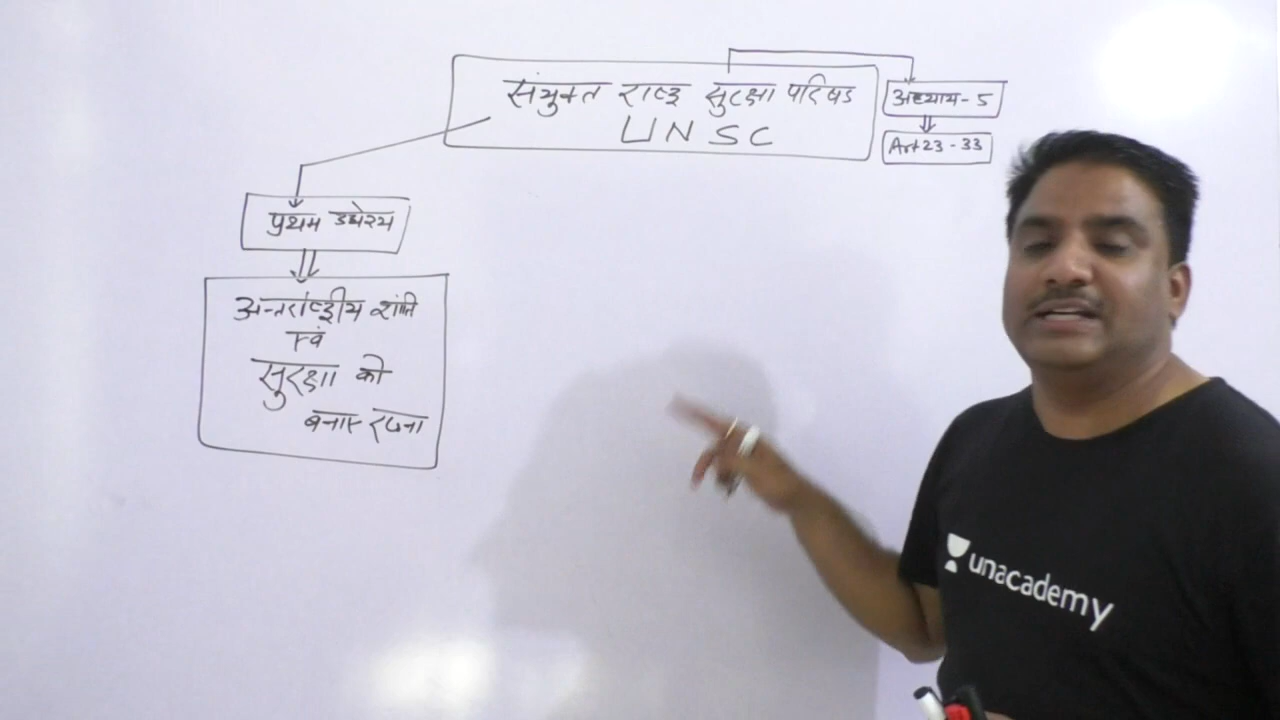 संयुक्त राष्ट्र सुरक्षा परिषद
UNSC
अध्याय - 5
Art 23 - 33
प्रथम उद्देश्य
अन्तर्राष्ट्रीय शांति
एवं
सुरक्षा को
बनाए रखना
unacademy